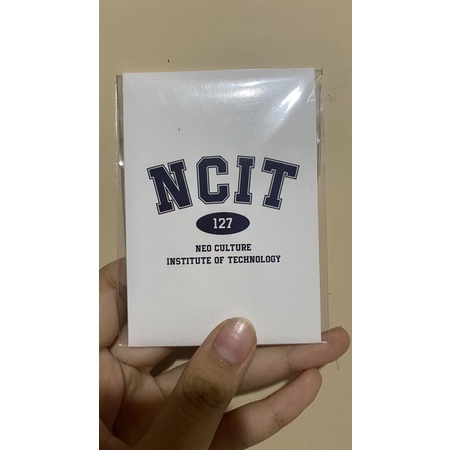 NCIT
127
NEO CULTURE
INSTITUTE OF TECHNOLOGY